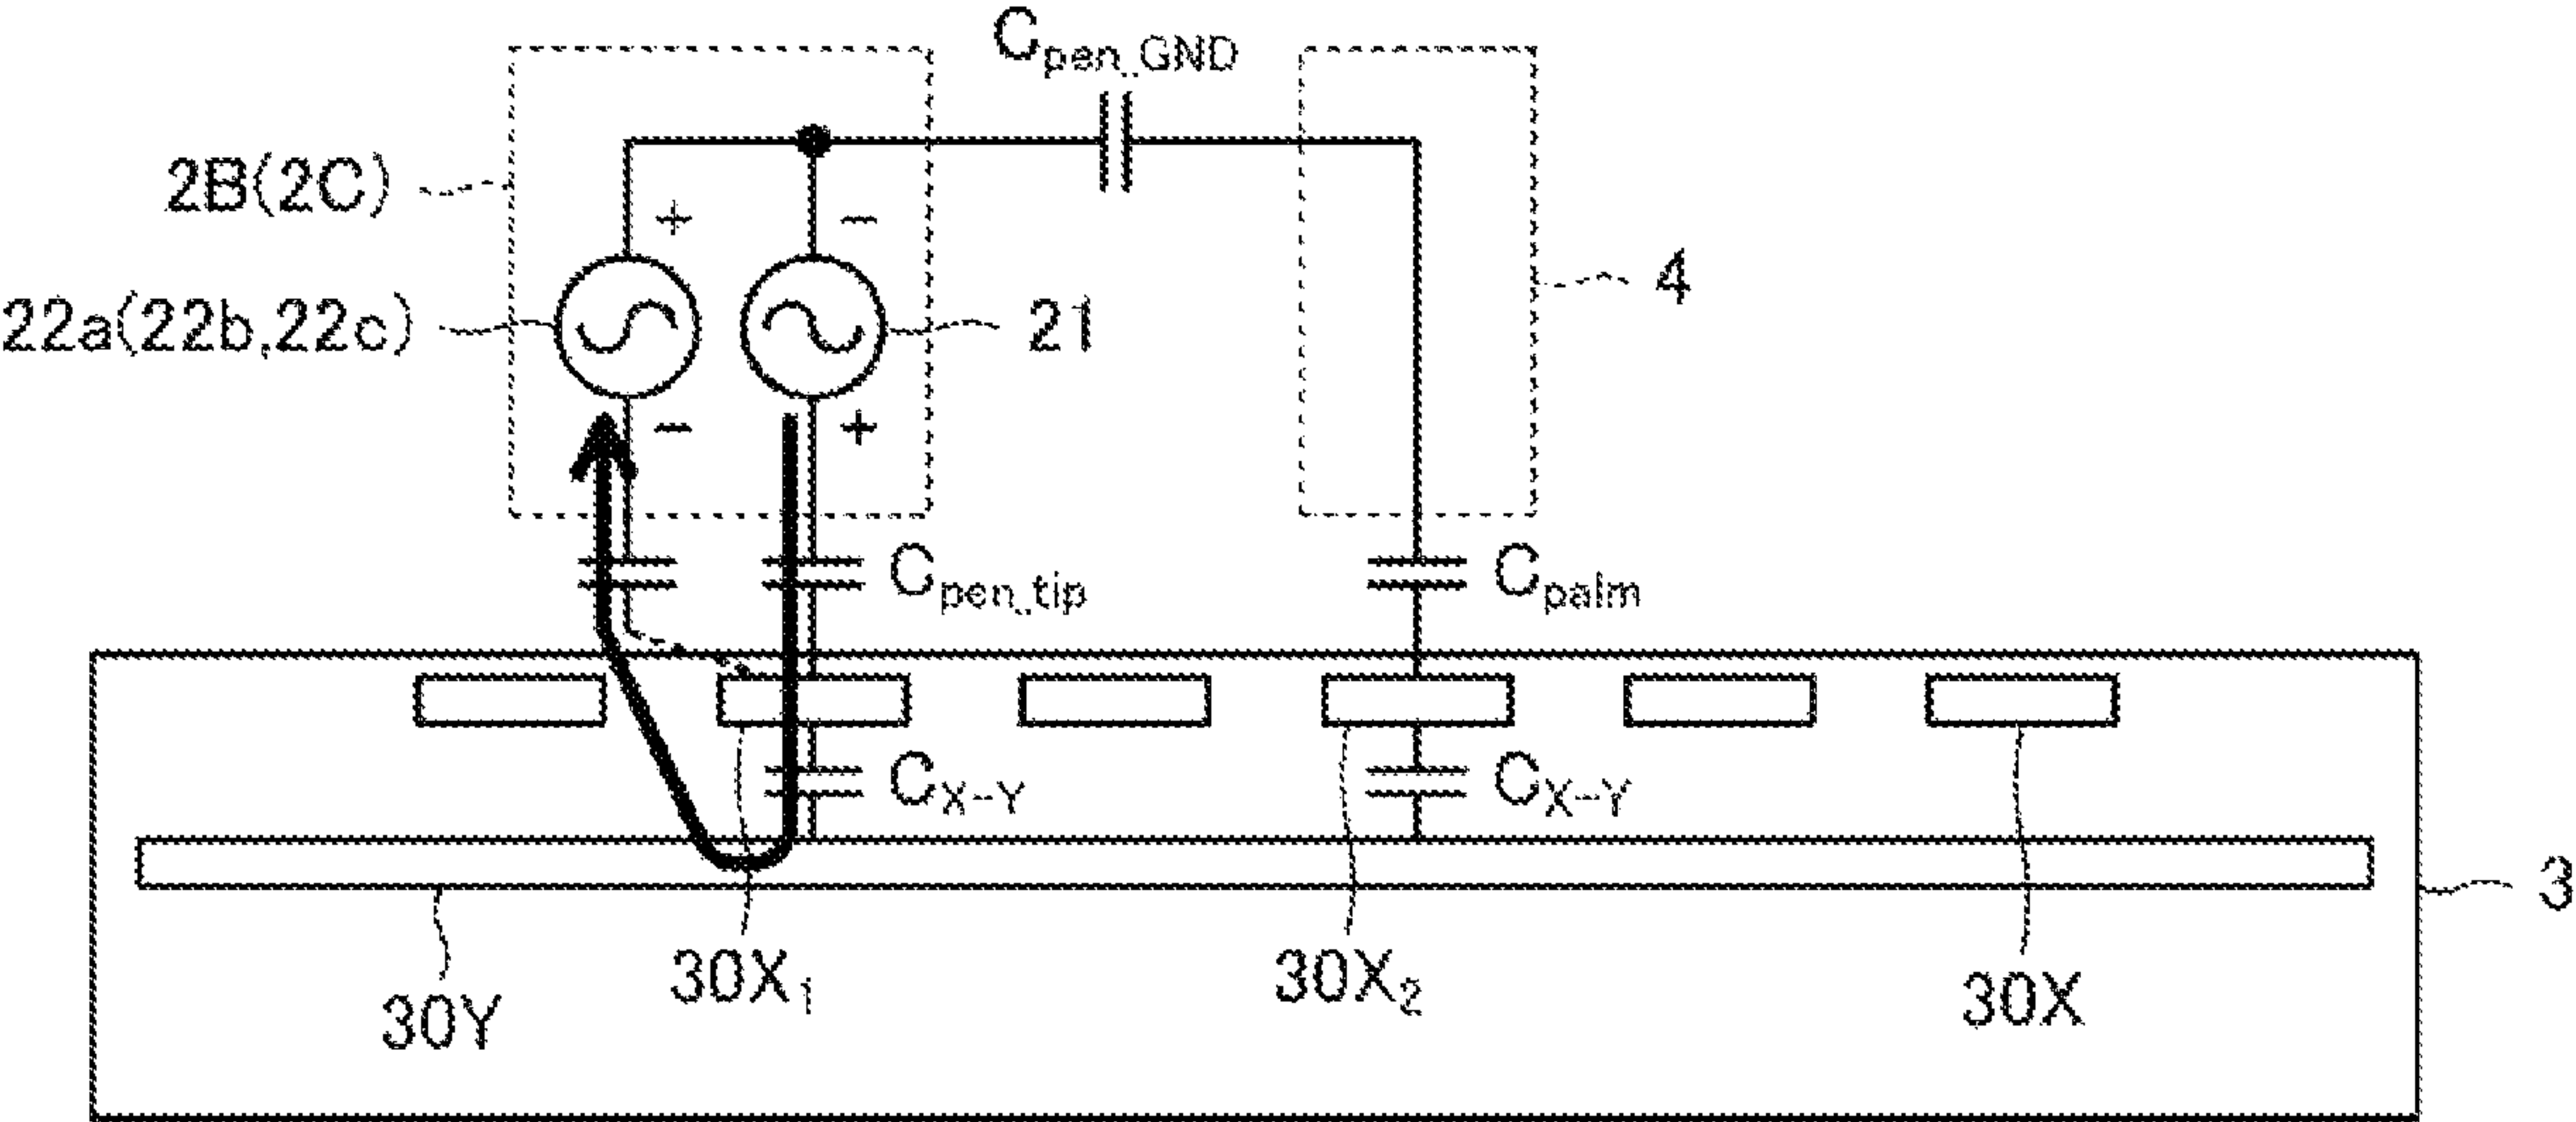 C_pen_GND
2B(2C)
+ −
4
22a(22b,22c)
21
− +
C_pen_tip
C_palm
C_X-Y
C_X-Y
3
30X₁
30X₂
30X
30Y